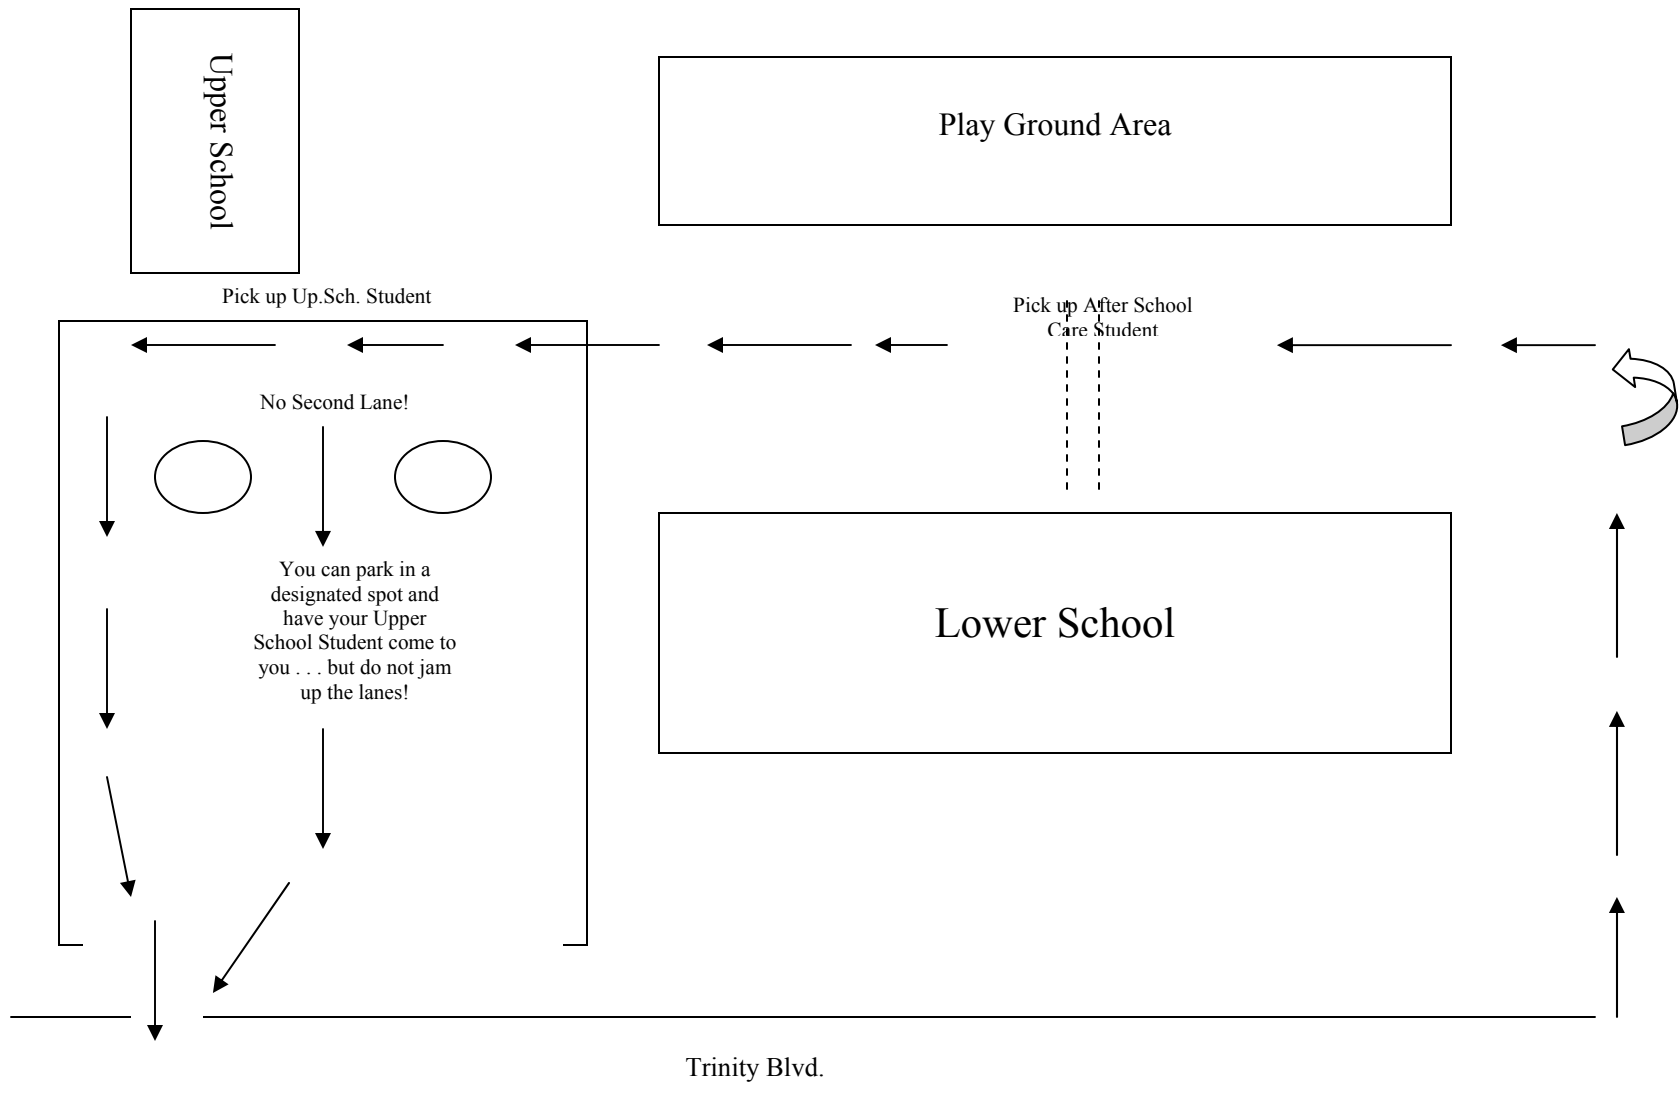 Upper School
Play Ground Area
Pick up Up.Sch. Student
Pick up After School
Care Student
No Second Lane!
You can park in a
designated spot and
have your Upper
School Student come to
you . . . but do not jam
up the lanes!
Lower School
Trinity Blvd.